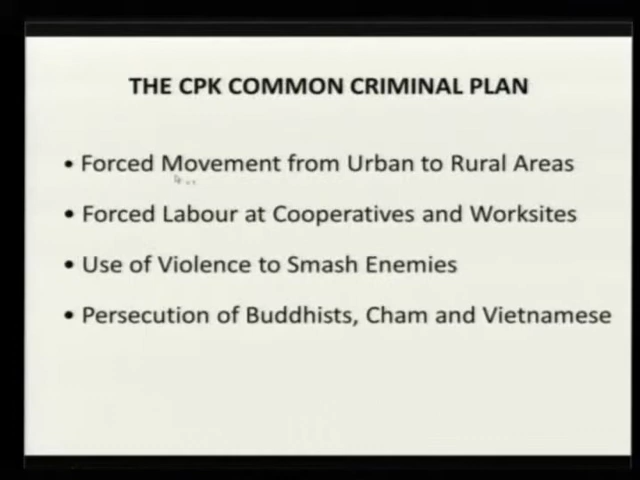 THE CPK COMMON CRIMINAL PLAN
• Forced Movement from Urban to Rural Areas
• Forced Labour at Cooperatives and Worksites
• Use of Violence to Smash Enemies
• Persecution of Buddhists, Cham and Vietnamese